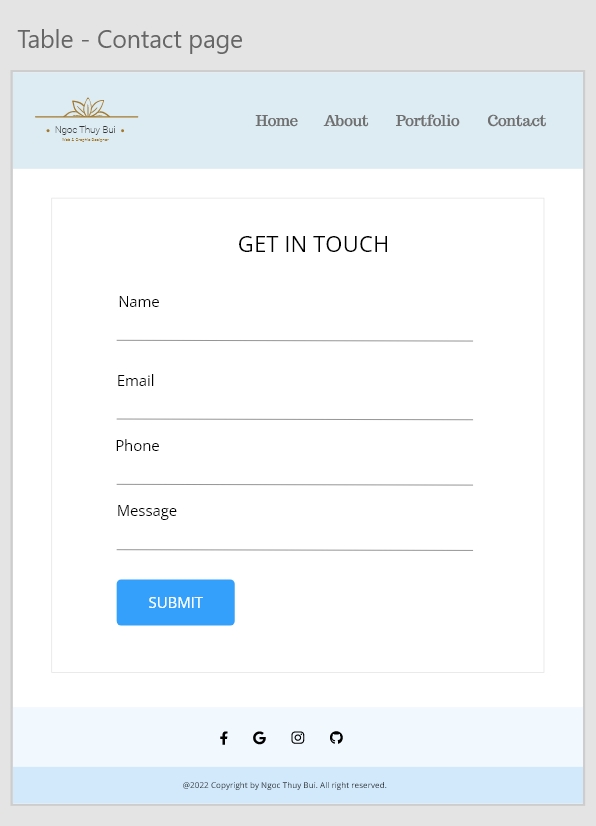 Table - Contact page
Ngoc Thuy Bui
Web & Graphic Designer
Home About Portfolio Contact
GET IN TOUCH
Name
Email
Phone
Message
SUBMIT
@2022 Copyright by Ngoc Thuy Bui. All right reserved.